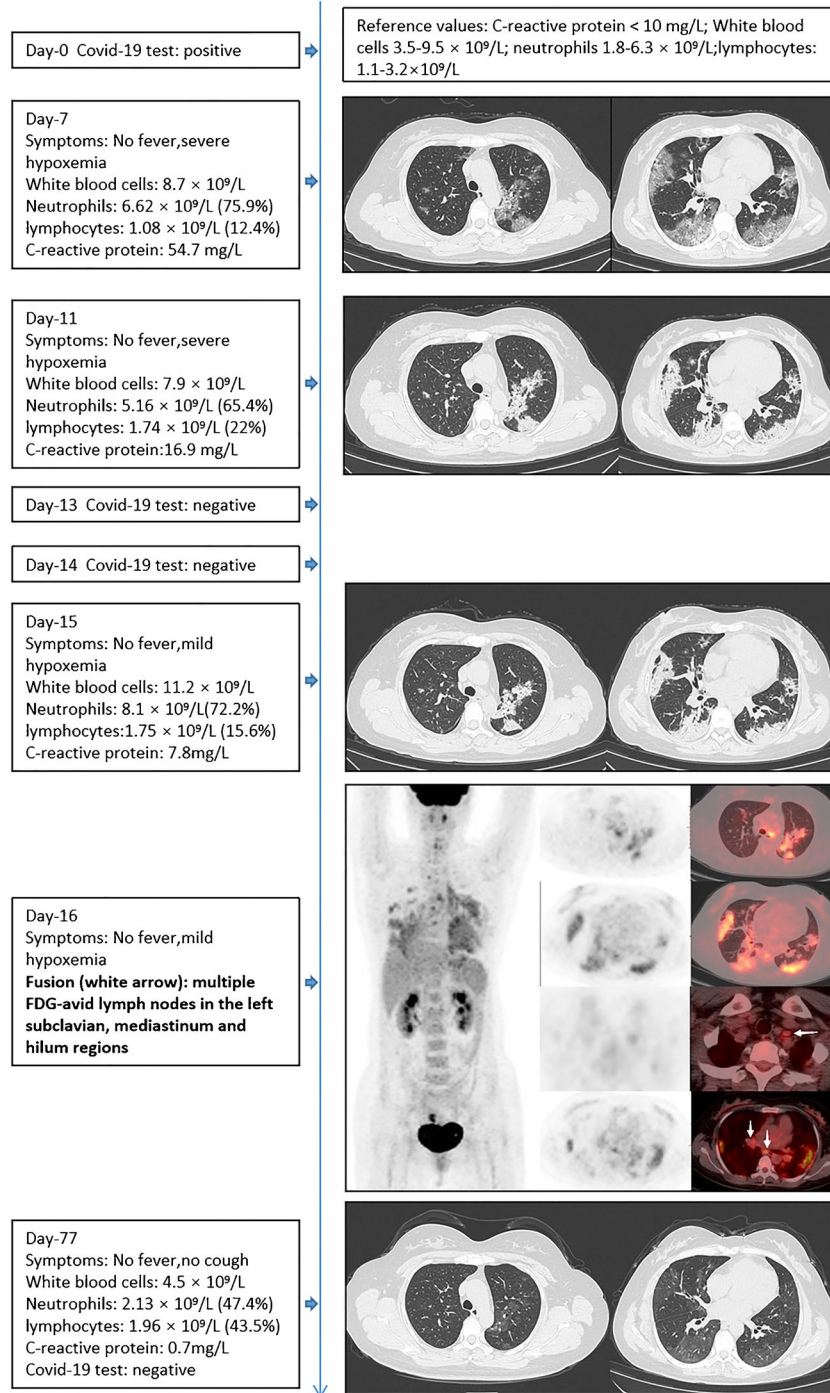 Reference values: C-reactive protein < 10 mg/L; White blood
cells 3.5-9.5 × 10⁹/L; neutrophils 1.8-6.3 × 10⁹/L;lymphocytes:
1.1-3.2×10⁹/L
Day-0  Covid-19 test: positive
Day-7
Symptoms: No fever,severe
hypoxemia
White blood cells: 8.7 × 10⁹/L
Neutrophils: 6.62 × 10⁹/L (75.9%)
lymphocytes: 1.08 × 10⁹/L (12.4%)
C-reactive protein: 54.7 mg/L
Day-11
Symptoms: No fever,severe
hypoxemia
White blood cells: 7.9 × 10⁹/L
Neutrophils: 5.16 × 10⁹/L (65.4%)
lymphocytes: 1.74 × 10⁹/L (22%)
C-reactive protein:16.9 mg/L
Day-13  Covid-19 test: negative
Day-14  Covid-19 test: negative
Day-15
Symptoms: No fever,mild
hypoxemia
White blood cells: 11.2 × 10⁹/L
Neutrophils: 8.1 × 10⁹/L(72.2%)
lymphocytes:1.75 × 10⁹/L (15.6%)
C-reactive protein: 7.8mg/L
Day-16
Symptoms: No fever,mild
hypoxemia
Fusion (white arrow): multiple
FDG-avid lymph nodes in the left
subclavian, mediastinum and
hilum regions
Day-77
Symptoms: No fever,no cough
White blood cells: 4.5 × 10⁹/L
Neutrophils: 2.13 × 10⁹/L (47.4%)
lymphocytes: 1.96 × 10⁹/L (43.5%)
C-reactive protein: 0.7mg/L
Covid-19 test: negative